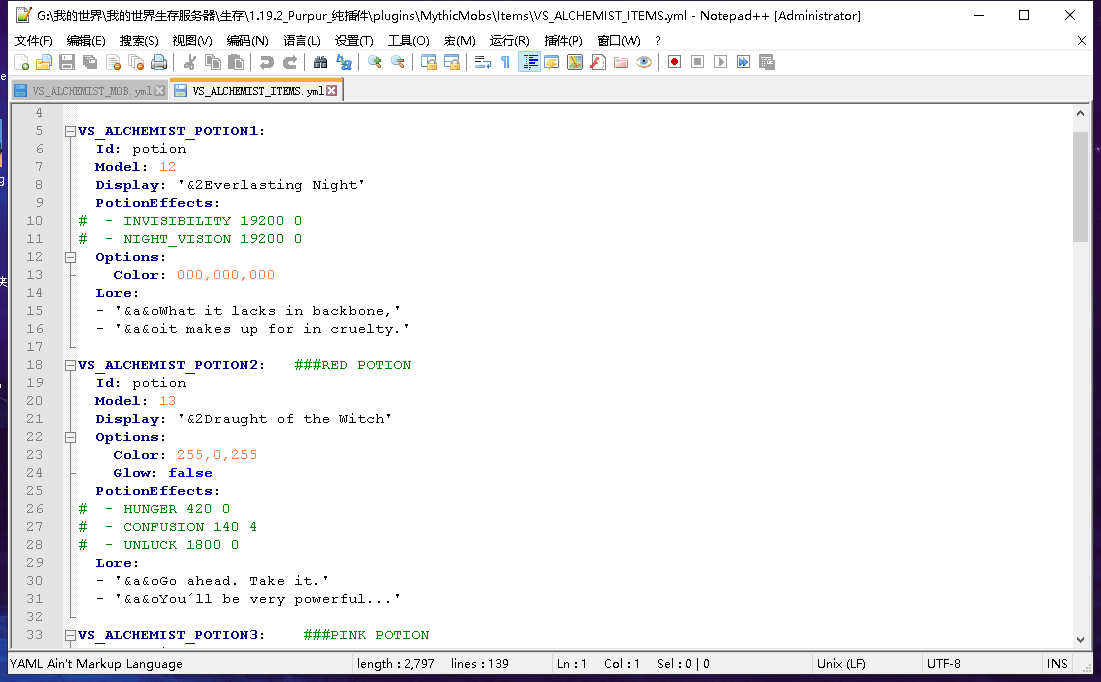 G:\我的世界\我的世界生存服务器\生存\1.19.2_Purpur_纯插件\plugins\MythicMobs\Items\VS_ALCHEMIST_ITEMS.yml - Notepad++ [Administrator]
文件(F) 编辑(E) 搜索(S) 视图(V) 编码(N) 语言(L) 设置(T) 工具(O) 宏(M) 运行(R) 插件(P) 窗口(W) ? X
VS_ALCHEMIST_MOB.yml VS_ALCHEMIST_ITEMS.yml
4
5 VS_ALCHEMIST_POTION1:
6 Id: potion
7 Model: 12
8 Display: '&2Everlasting Night'
9 PotionEffects:
10 # - INVISIBILITY 19200 0
11 # - NIGHT_VISION 19200 0
12 Options:
13 Color: 000,000,000
14 Lore:
15 - '&a&oWhat it lacks in backbone,'
16 - '&a&oit makes up for in cruelty.'
17
18 VS_ALCHEMIST_POTION2: ###RED POTION
19 Id: potion
20 Model: 13
21 Display: '&2Draught of the Witch'
22 Options:
23 Color: 255,0,255
24 Glow: false
25 PotionEffects:
26 # - HUNGER 420 0
27 # - CONFUSION 140 4
28 # - UNLUCK 1800 0
29 Lore:
30 - '&a&oGo ahead. Take it.'
31 - '&a&oYou´ll be very powerful...'
32
33 VS_ALCHEMIST_POTION3: ###PINK POTION
YAML Ain't Markup Language length : 2,797 lines : 139 Ln : 1 Col : 1 Sel : 0 | 0 Unix (LF) UTF-8 INS